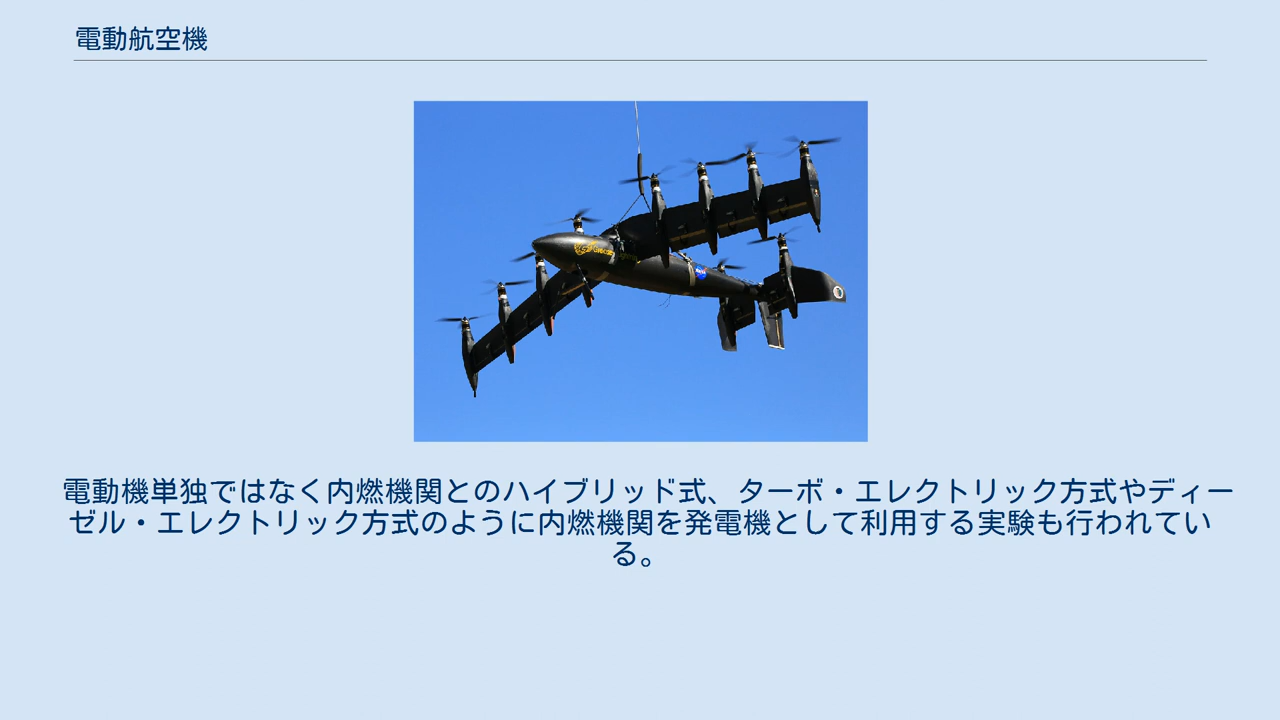 電動航空機
電動機単独ではなく内燃機関とのハイブリッド式、ターボ・エレクトリック方式やディー
ゼル・エレクトリック方式のように内燃機関を発電機として利用する実験も行われてい
る。